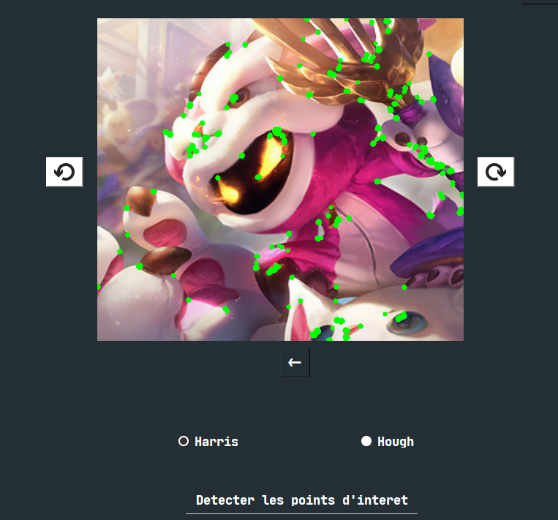 Harris
Hough
Detecter les points d'interet